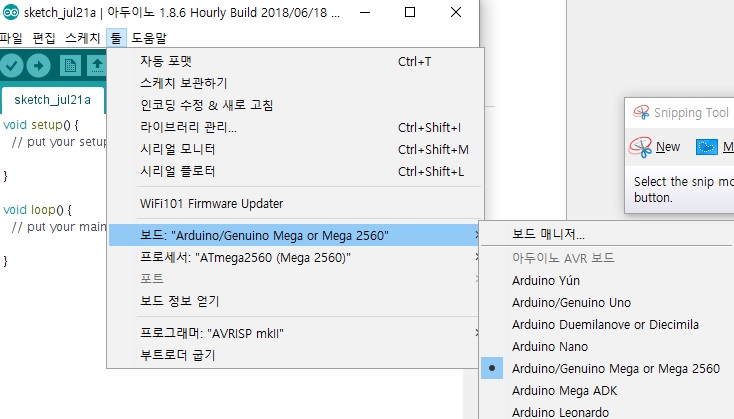 sketch_jul21a | 아두이노 1.8.6 Hourly Build 2018/06/18 ...
파일 편집 스케치 툴 도움말
sketch_jul21a
void setup() {
// put your setup
}
void loop() {
// put your main
}
자동 포맷 Ctrl+T
스케치 보관하기
인코딩 수정 & 새로 고침
라이브러리 관리... Ctrl+Shift+I
시리얼 모니터 Ctrl+Shift+M
시리얼 플로터 Ctrl+Shift+L
WiFi101 Firmware Updater
보드: "Arduino/Genuino Mega or Mega 2560"
프로세서: "ATmega2560 (Mega 2560)"
포트
보드 정보 얻기
프로그래머: "AVRISP mkII"
부트로더 굽기
보드 매니저...
아두이노 AVR 보드
Arduino Yún
Arduino/Genuino Uno
Arduino Duemilanove or Diecimila
Arduino Nano
Arduino/Genuino Mega or Mega 2560
Arduino Mega ADK
Arduino Leonardo
Snipping Tool
New M
Select the snip mo
button.